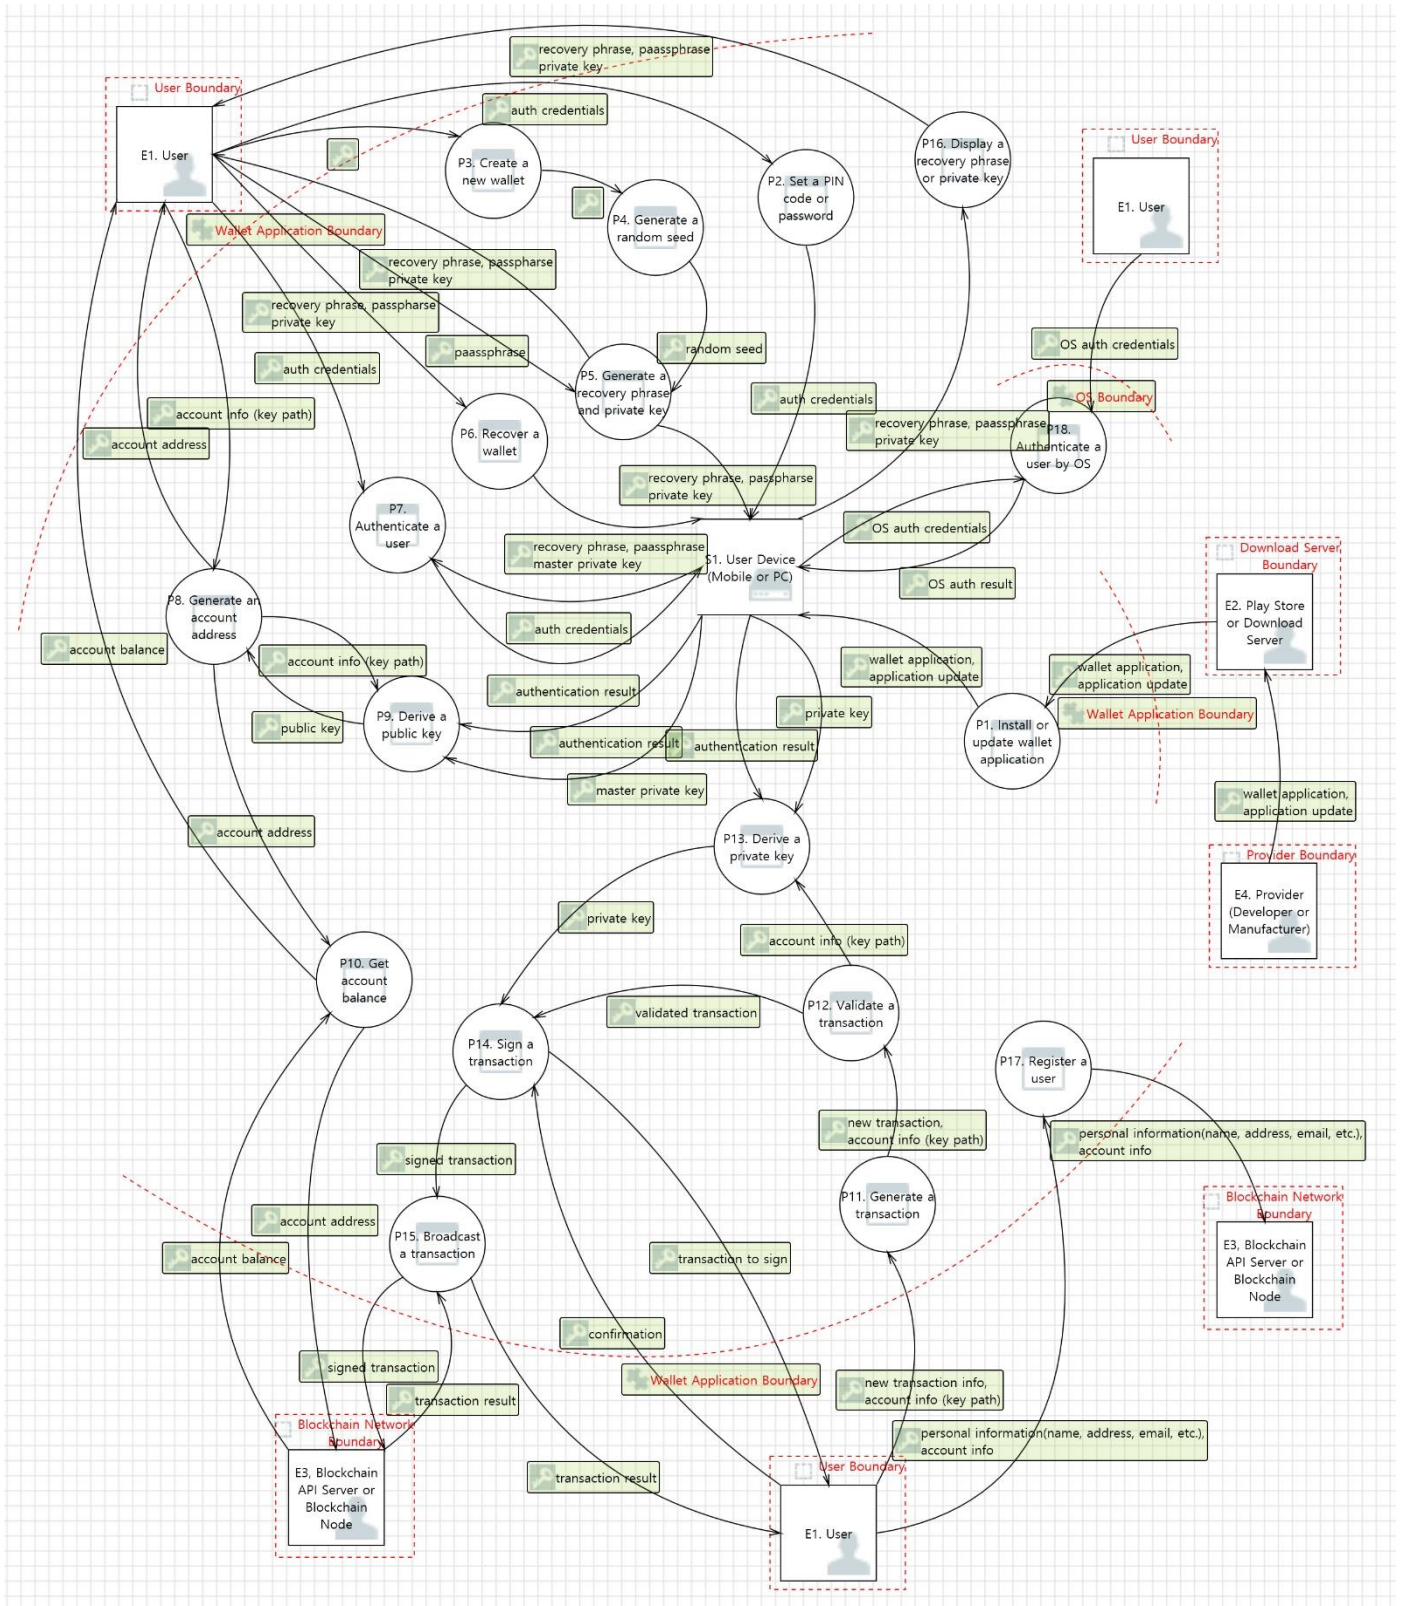 recovery phrase, paassphrase
private key
User Boundary
auth credentials
E1. User
P3. Create a
new wallet
P16. Display a
recovery phrase
or private key
User Boundary
P2. Set a PIN
code or
password
E1. User
P4. Generate a
random seed
Wallet Application Boundary
recovery phrase, passpharse
private key
recovery phrase, passpharse
private key
paassphrase
random seed
OS auth credentials
auth credentials
P5. Generate a
recovery phrase
and private key
auth credentials
OS Boundary
account info (key path)
account address
P6. Recover a
wallet
recovery phrase, paassphrase
private key
P18.
Authenticate a
user by OS
recovery phrase, passpharse
private key
P7.
Authenticate a
user
OS auth credentials
recovery phrase, paassphrase
master private key
S1. User Device
(Mobile or PC)
OS auth result
Download Server
Boundary
E2. Play Store
or Download
Server
P8. Generate an
account
address
auth credentials
account balance
account info (key path)
wallet application,
application update
wallet application,
application update
authentication result
private key
Wallet Application Boundary
P9. Derive a
public key
public key
authentication result
authentication result
P1. Install or
update wallet
application
master private key
wallet application,
application update
account address
P13. Derive a
private key
Provider Boundary
E4. Provider
(Developer or
Manufacturer)
private key
account info (key path)
P10. Get
account
balance
validated transaction
P12. Validate a
transaction
P14. Sign a
transaction
P17. Register a
user
new transaction,
account info (key path)
personal information(name, address, email, etc.),
account info
signed transaction
P11. Generate a
transaction
Blockchain Network
Boundary
account address
P15. Broadcast
a transaction
account balance
transaction to sign
E3, Blockchain
API Server or
Blockchain
Node
confirmation
signed transaction
Wallet Application Boundary
new transaction info,
account info (key path)
transaction result
Blockchain Network
Boundary
personal information(name, address, email, etc.),
account info
User Boundary
transaction result
E3, Blockchain
API Server or
Blockchain
Node
E1. User